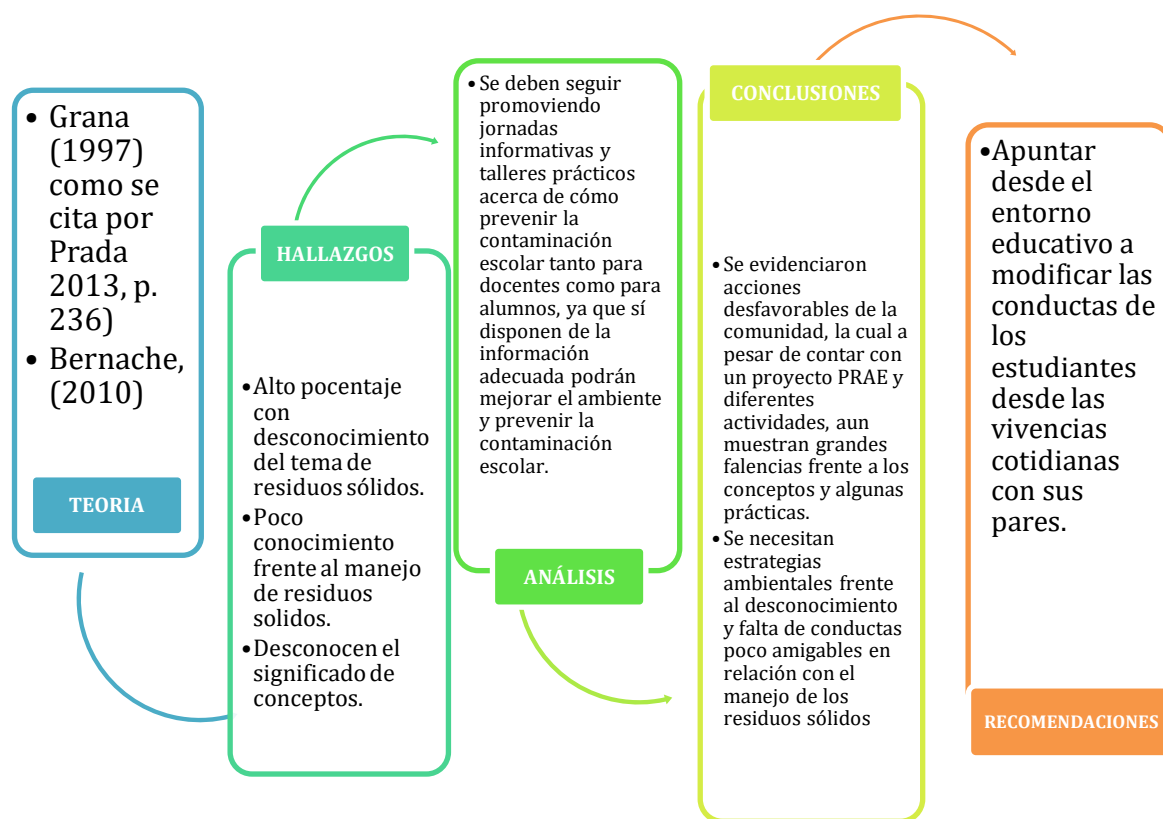 • Grana
(1997)
como se
cita por
Prada
2013, p.
236)
• Bernache,
(2010)
TEORIA
HALLAZGOS
•Alto pocentaje
con
desconocimiento
del tema de
residuos sólidos.
•Poco
conocimiento
frente al manejo
de residuos
solidos.
•Desconocen el
significado de
conceptos.
•Se deben seguir
promoviendo
jornadas
informativas y
talleres prácticos
acerca de cómo
prevenir la
contaminación
escolar tanto para
docentes como para
alumnos, ya que sí
disponen de la
información
adecuada podrán
mejorar el ambiente
y prevenir la
contaminación
escolar.
ANÁLISIS
CONCLUSIONES
•Se evidenciaron
acciones
desfavorables de la
comunidad, la cual a
pesar de contar con
un proyecto PRAE y
diferentes
actividades, aun
muestran grandes
falencias frente a los
conceptos y algunas
prácticas.
•Se necesitan
estrategias
ambientales frente
al desconocimiento
y falta de conductas
poco amigables en
relación con el
manejo de los
residuos sólidos
•Apuntar
desde el
entorno
educativo a
modificar las
conductas de
los
estudiantes
desde las
vivencias
cotidianas
con sus
pares.
RECOMENDACIONES